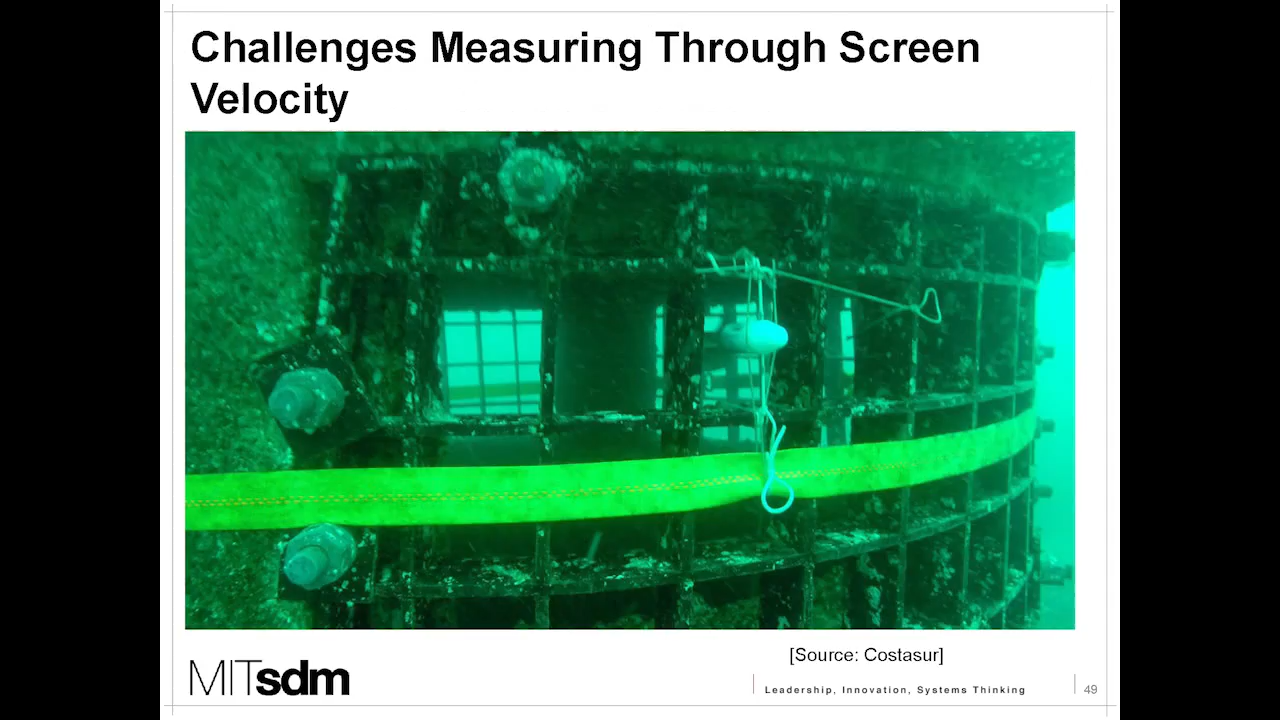 Challenges Measuring Through Screen
Velocity
[Source: Costasur]
MITsdm
Leadership, Innovation, Systems Thinking
49